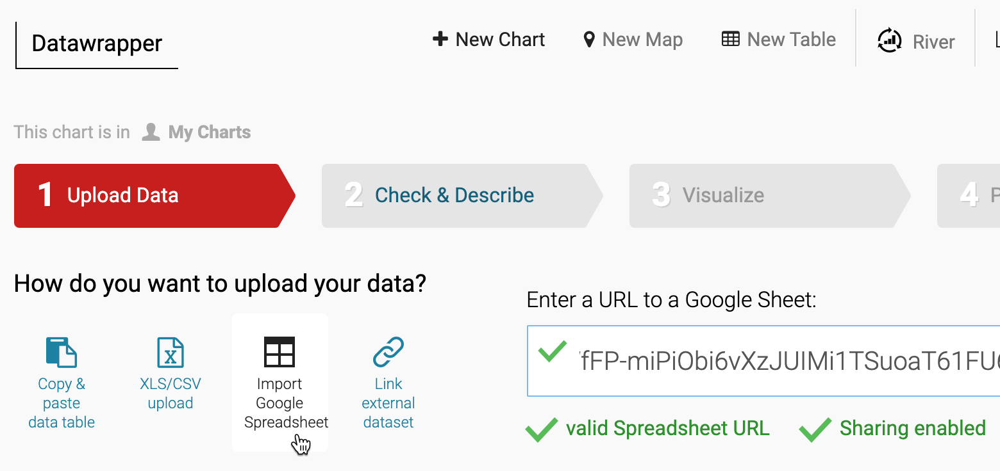 Datawrapper
New Chart
New Map
New Table
River
This chart is in My Charts
1 Upload Data
2 Check & Describe
3 Visualize
4
How do you want to upload your data?
Copy &
paste
data table
XLS/CSV
upload
Import
Google
Spreadsheet
Link
external
dataset
Enter a URL to a Google Sheet:
fFP-miPiObi6vXzJUIMi1TSuoaT61FU6
valid Spreadsheet URL
Sharing enabled